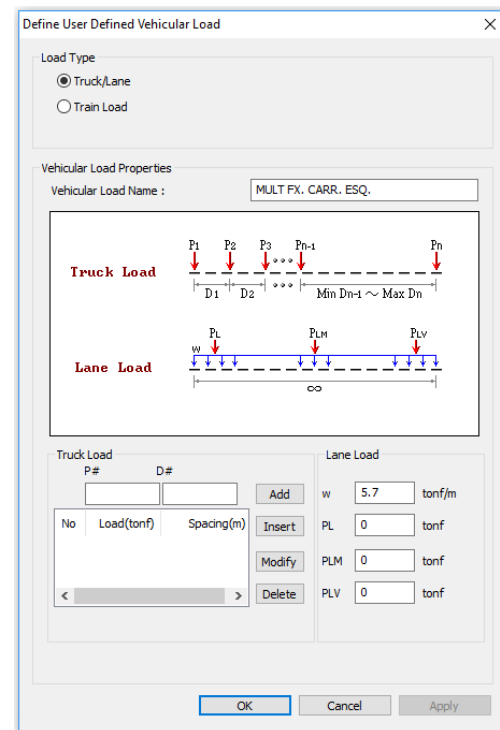 Define User Defined Vehicular Load
Load Type
Truck/Lane
Train Load
Vehicular Load Properties
Vehicular Load Name : MULT FX. CARR. ESQ.
P1 P2 P3 Pn-1 Pn
Truck Load
D1 D2 Min Dn-1 ~ Max Dn
PL PLM PLV
w
Lane Load
∞
Truck Load
P# D#
Add
No Load(tonf) Spacing(m)
Insert
Modify
Delete
Lane Load
w 5.7 tonf/m
PL 0 tonf
PLM 0 tonf
PLV 0 tonf
OK Cancel Apply